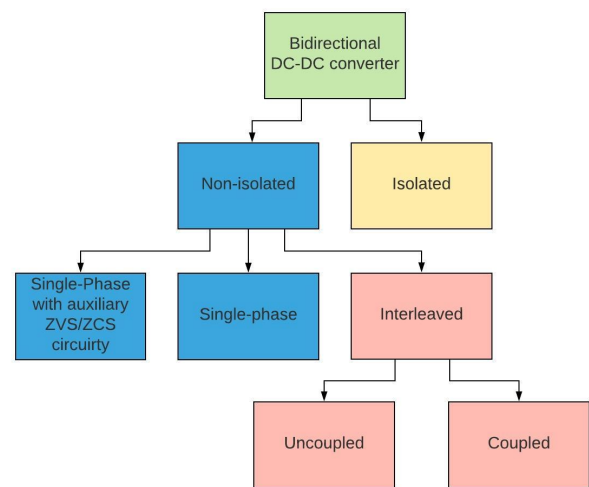 Bidirectional
DC-DC converter
Non-isolated
Isolated
Single-Phase
with auxiliary
ZVS/ZCS
circuirty
Single-phase
Interleaved
Uncoupled
Coupled